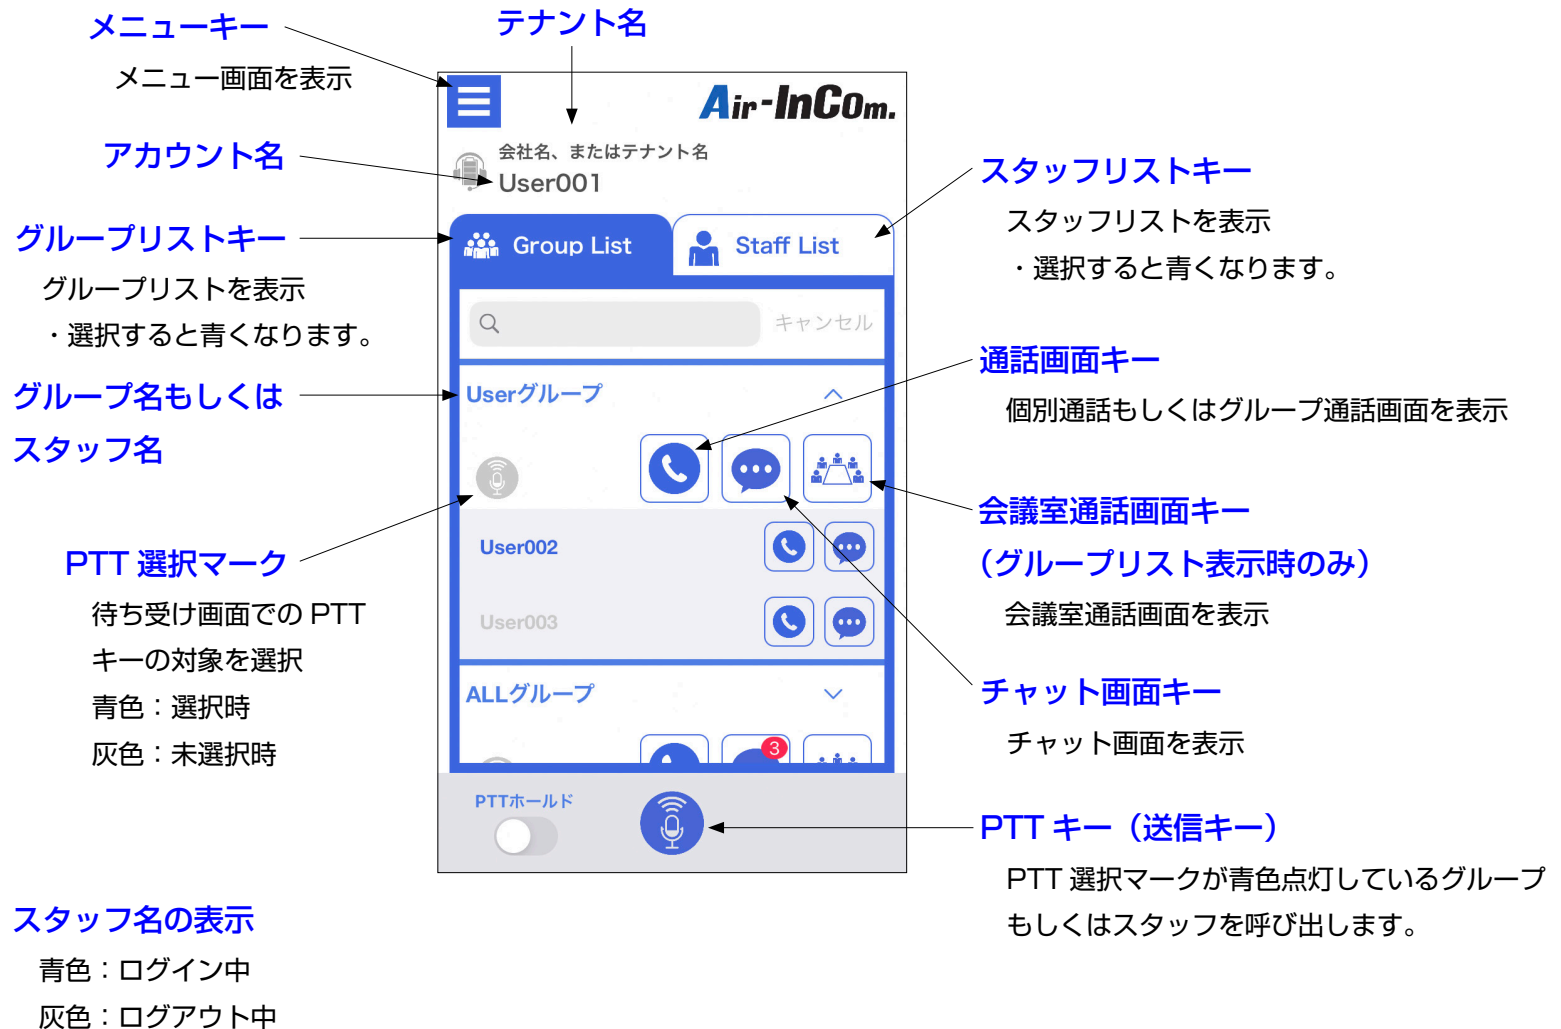 メニューキー
メニュー画面を表示
テナント名
アカウント名
グループリストキー
グループリストを表示
・選択すると青くなります。
グループ名もしくは
スタッフ名
PTT 選択マーク
待ち受け画面での PTT
キーの対象を選択
青色：選択時
灰色：未選択時
スタッフ名の表示
青色：ログイン中
灰色：ログアウト中
Air-InCom.
会社名、またはテナント名
User001
Group List
Staff List
キャンセル
Userグループ
User002
User003
ALLグループ
3
PTTホールド
スタッフリストキー
スタッフリストを表示
・選択すると青くなります。
通話画面キー
個別通話もしくはグループ通話画面を表示
会議室通話画面キー
（グループリスト表示時のみ）
会議室通話画面を表示
チャット画面キー
チャット画面を表示
PTT キー（送信キー）
PTT 選択マークが青色点灯しているグループ
もしくはスタッフを呼び出します。